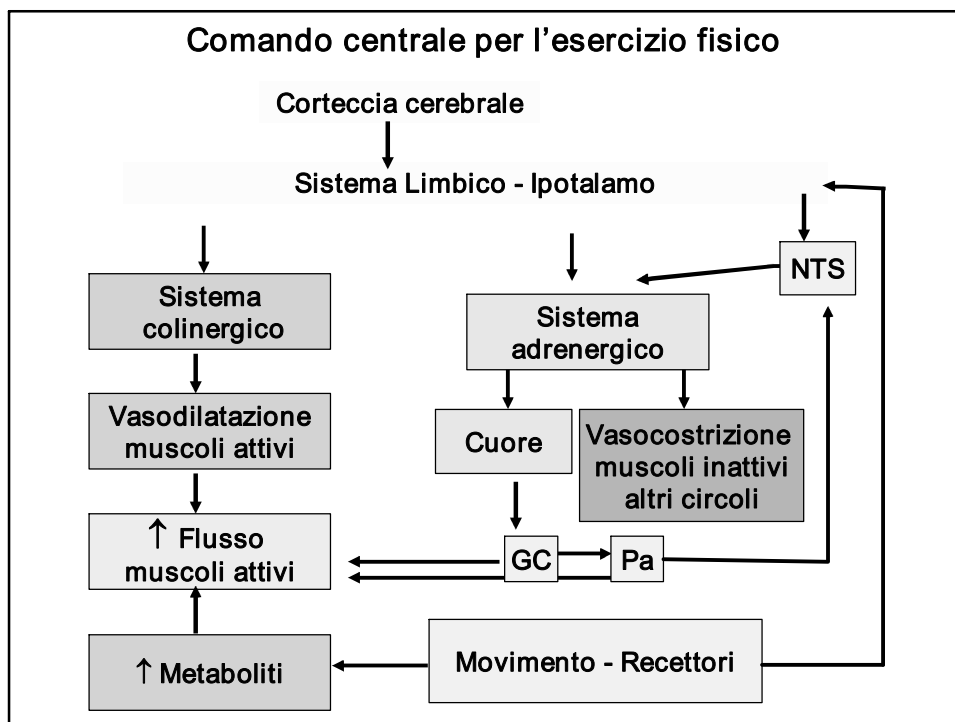 Comando centrale per l'esercizio fisico
Corteccia cerebrale
Sistema Limbico - Ipotalamo
NTS
Sistema
colinergico
Sistema
adrenergico
Vasodilatazione
muscoli attivi
Cuore
Vasocostrizione
muscoli inattivi
altri circoli
↑ Flusso
muscoli attivi
GC
Pa
↑ Metaboliti
Movimento - Recettori